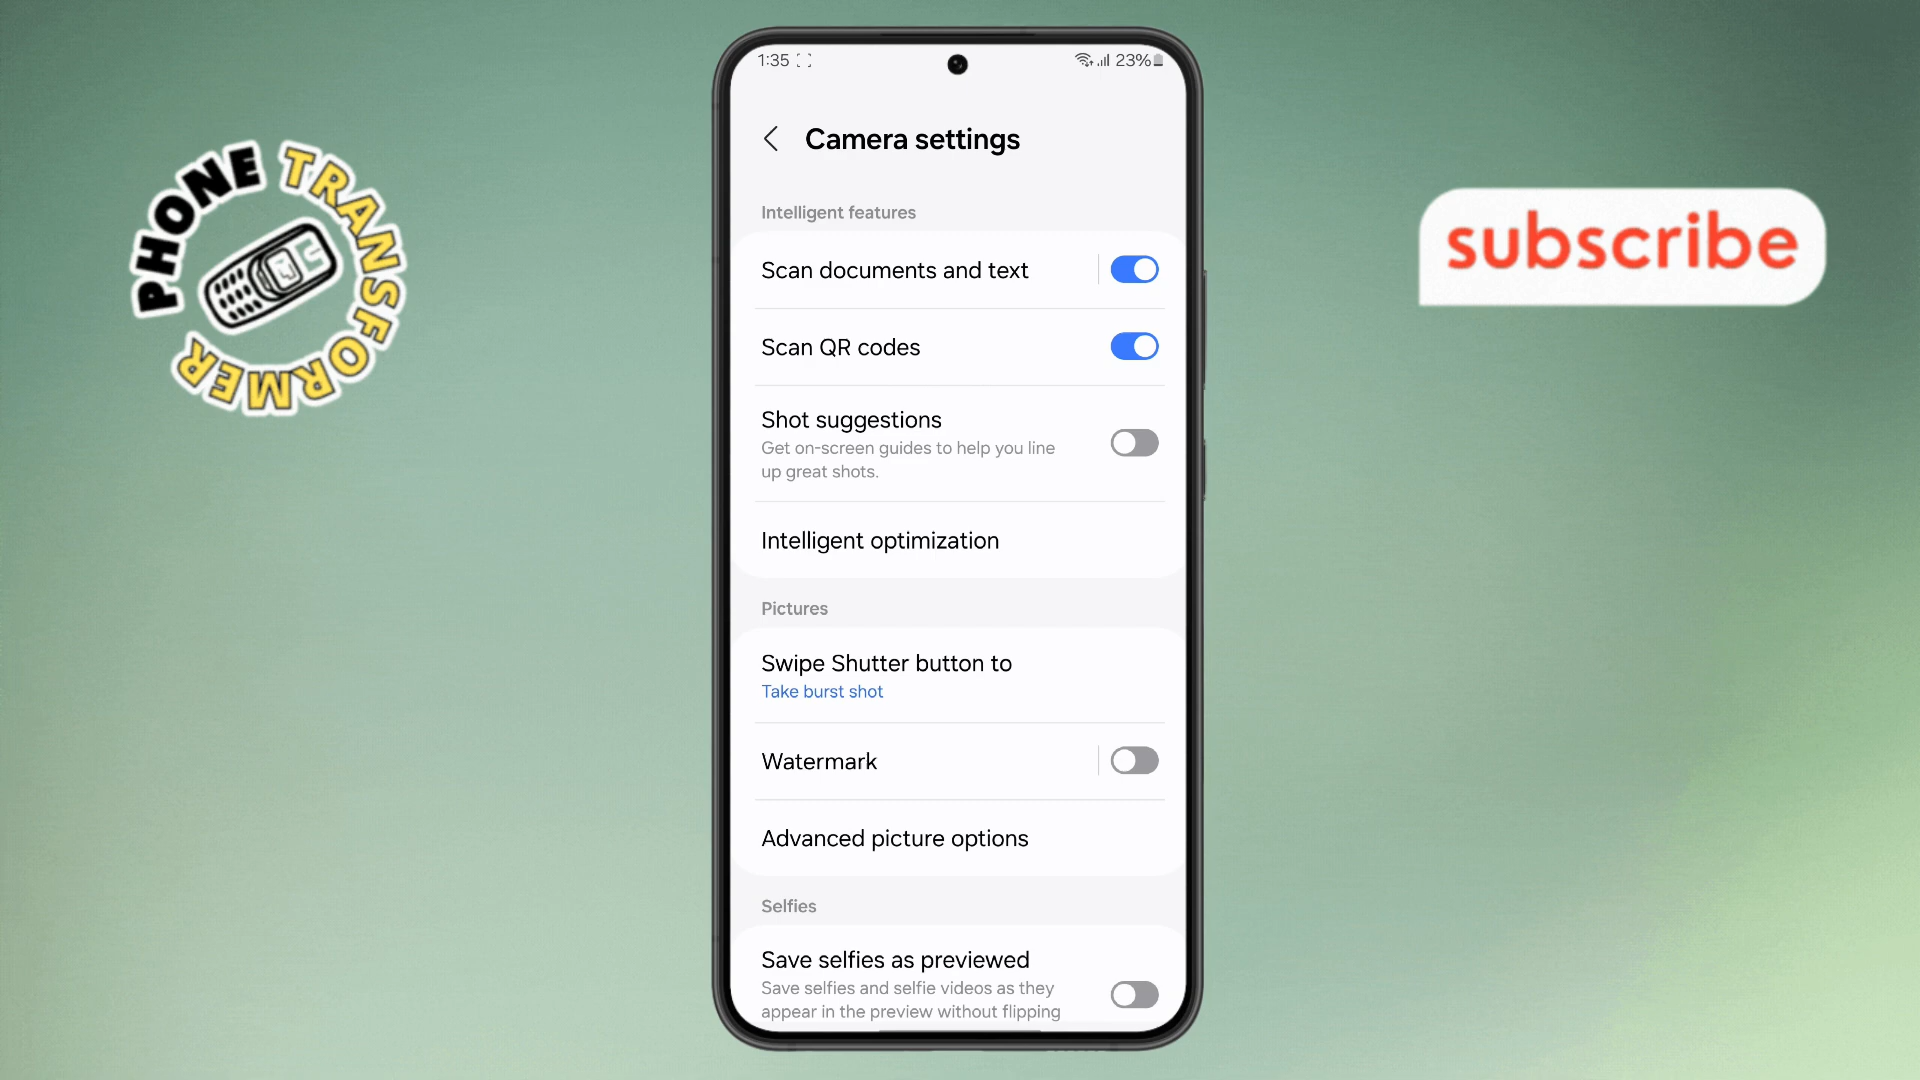 PHONE TRANSFORMER
subscribe
1:35
23%
Camera settings
Intelligent features
Scan documents and text
Scan QR codes
Shot suggestions
Get on-screen guides to help you line
up great shots.
Intelligent optimization
Pictures
Swipe Shutter button to
Take burst shot
Watermark
Advanced picture options
Selfies
Save selfies as previewed
Save selfies and selfie videos as they
appear in the preview without flipping